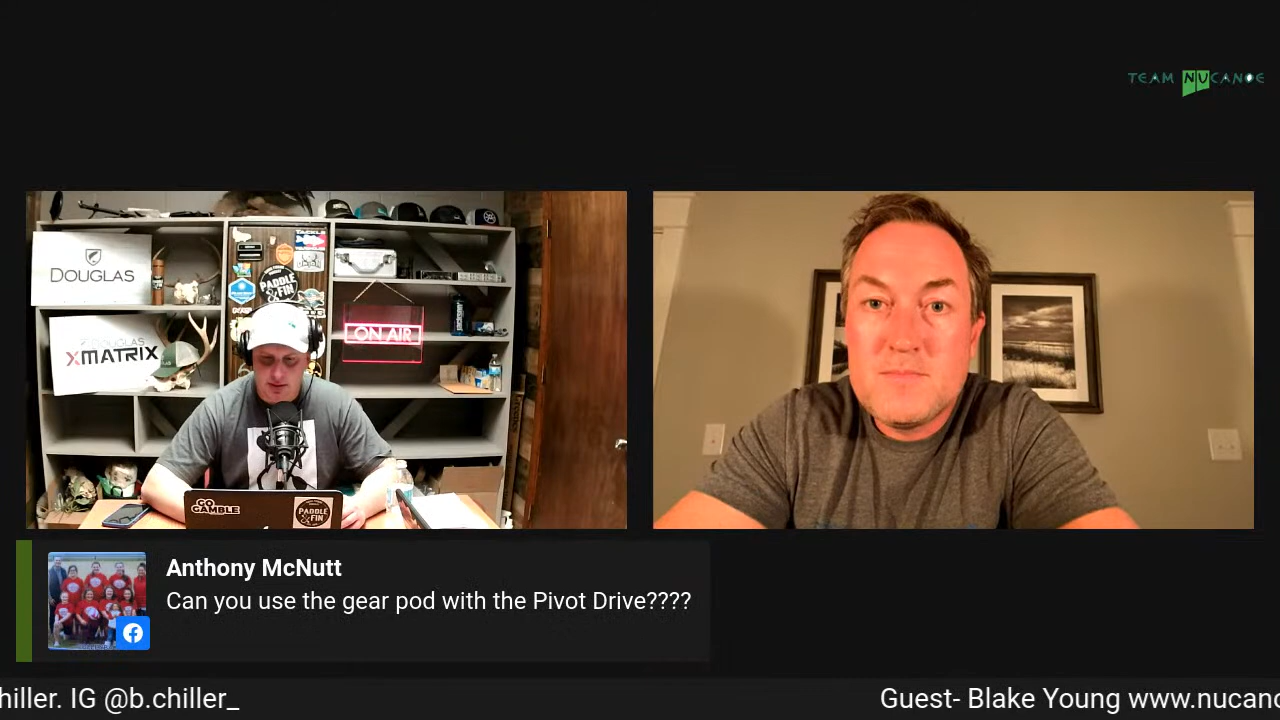 TEAM NUCANOE
DOUGLAS
DOUGLAS
XMATRIX
PADDLE
& FIN
ON AIR
GO
GAMBLE
PADDLE
& FIN
Anthony McNutt
Can you use the gear pod with the Pivot Drive????
hiller. IG @b.chiller_
Guest- Blake Young www.nucano